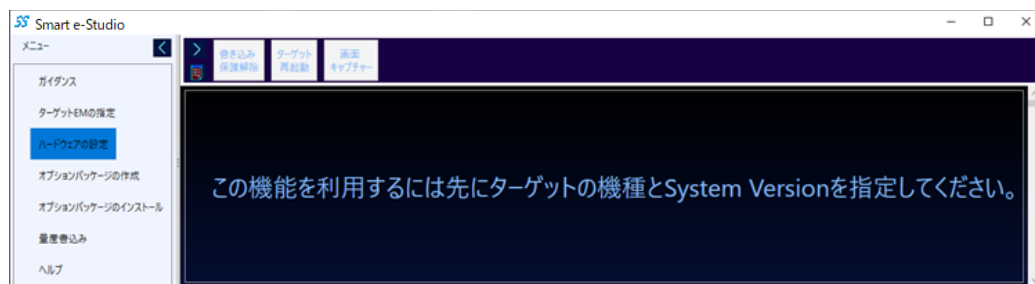 Smart e-Studio
メニュー
ガイダンス
ターゲットEMの指定
ハードウェアの設定
オプションパッケージの作成
オプションパッケージのインストール
量産書込み
ヘルプ
書き込み
保護解除
ターゲット
再起動
画面
キャプチャー
この機能を利用するには先にターゲットの機種とSystem Versionを指定してください。